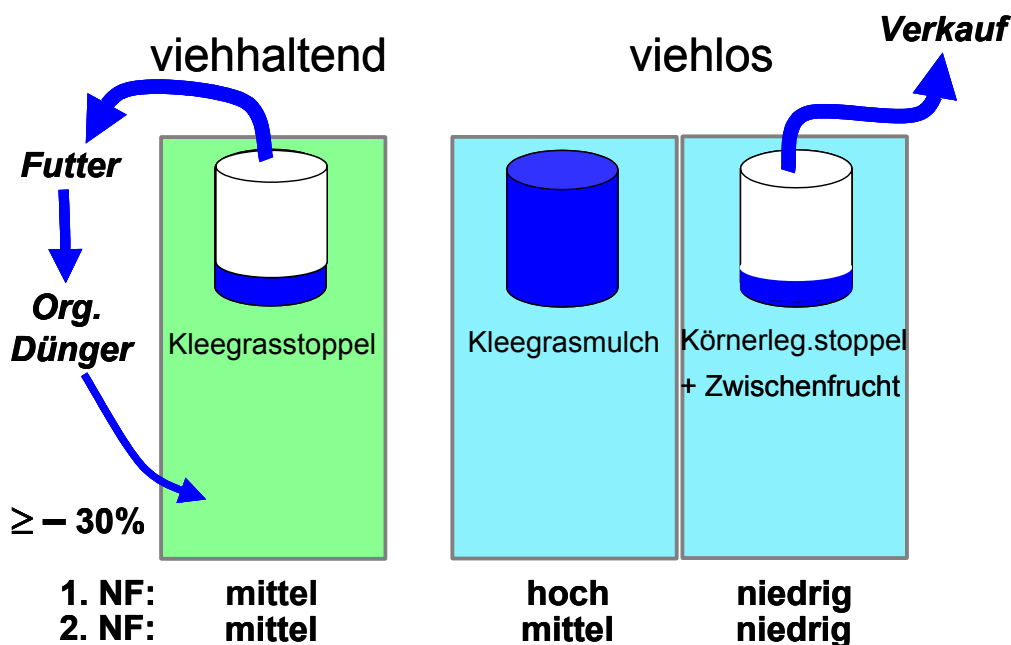 viehhaltend
viehlos
Verkauf
Futter
Org.
Dünger
Kleegrasstoppel
Kleegrasmulch
Körnerleg.stoppel
+ Zwischenfrucht
≥ – 30%
1. NF: mittel hoch niedrig
2. NF: mittel mittel niedrig